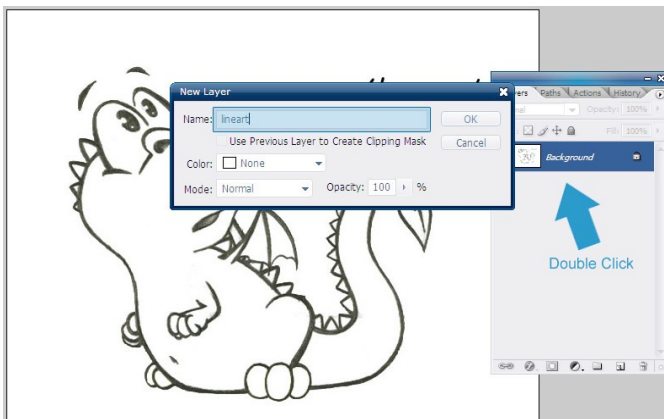 New Layer
Name: lineart
OK
Use Previous Layer to Create Clipping Mask
Cancel
Color: None
Mode: Normal Opacity: 100 %
Paths Actions History
Opacity: 100%
Fill: 100%
Background
Double Click